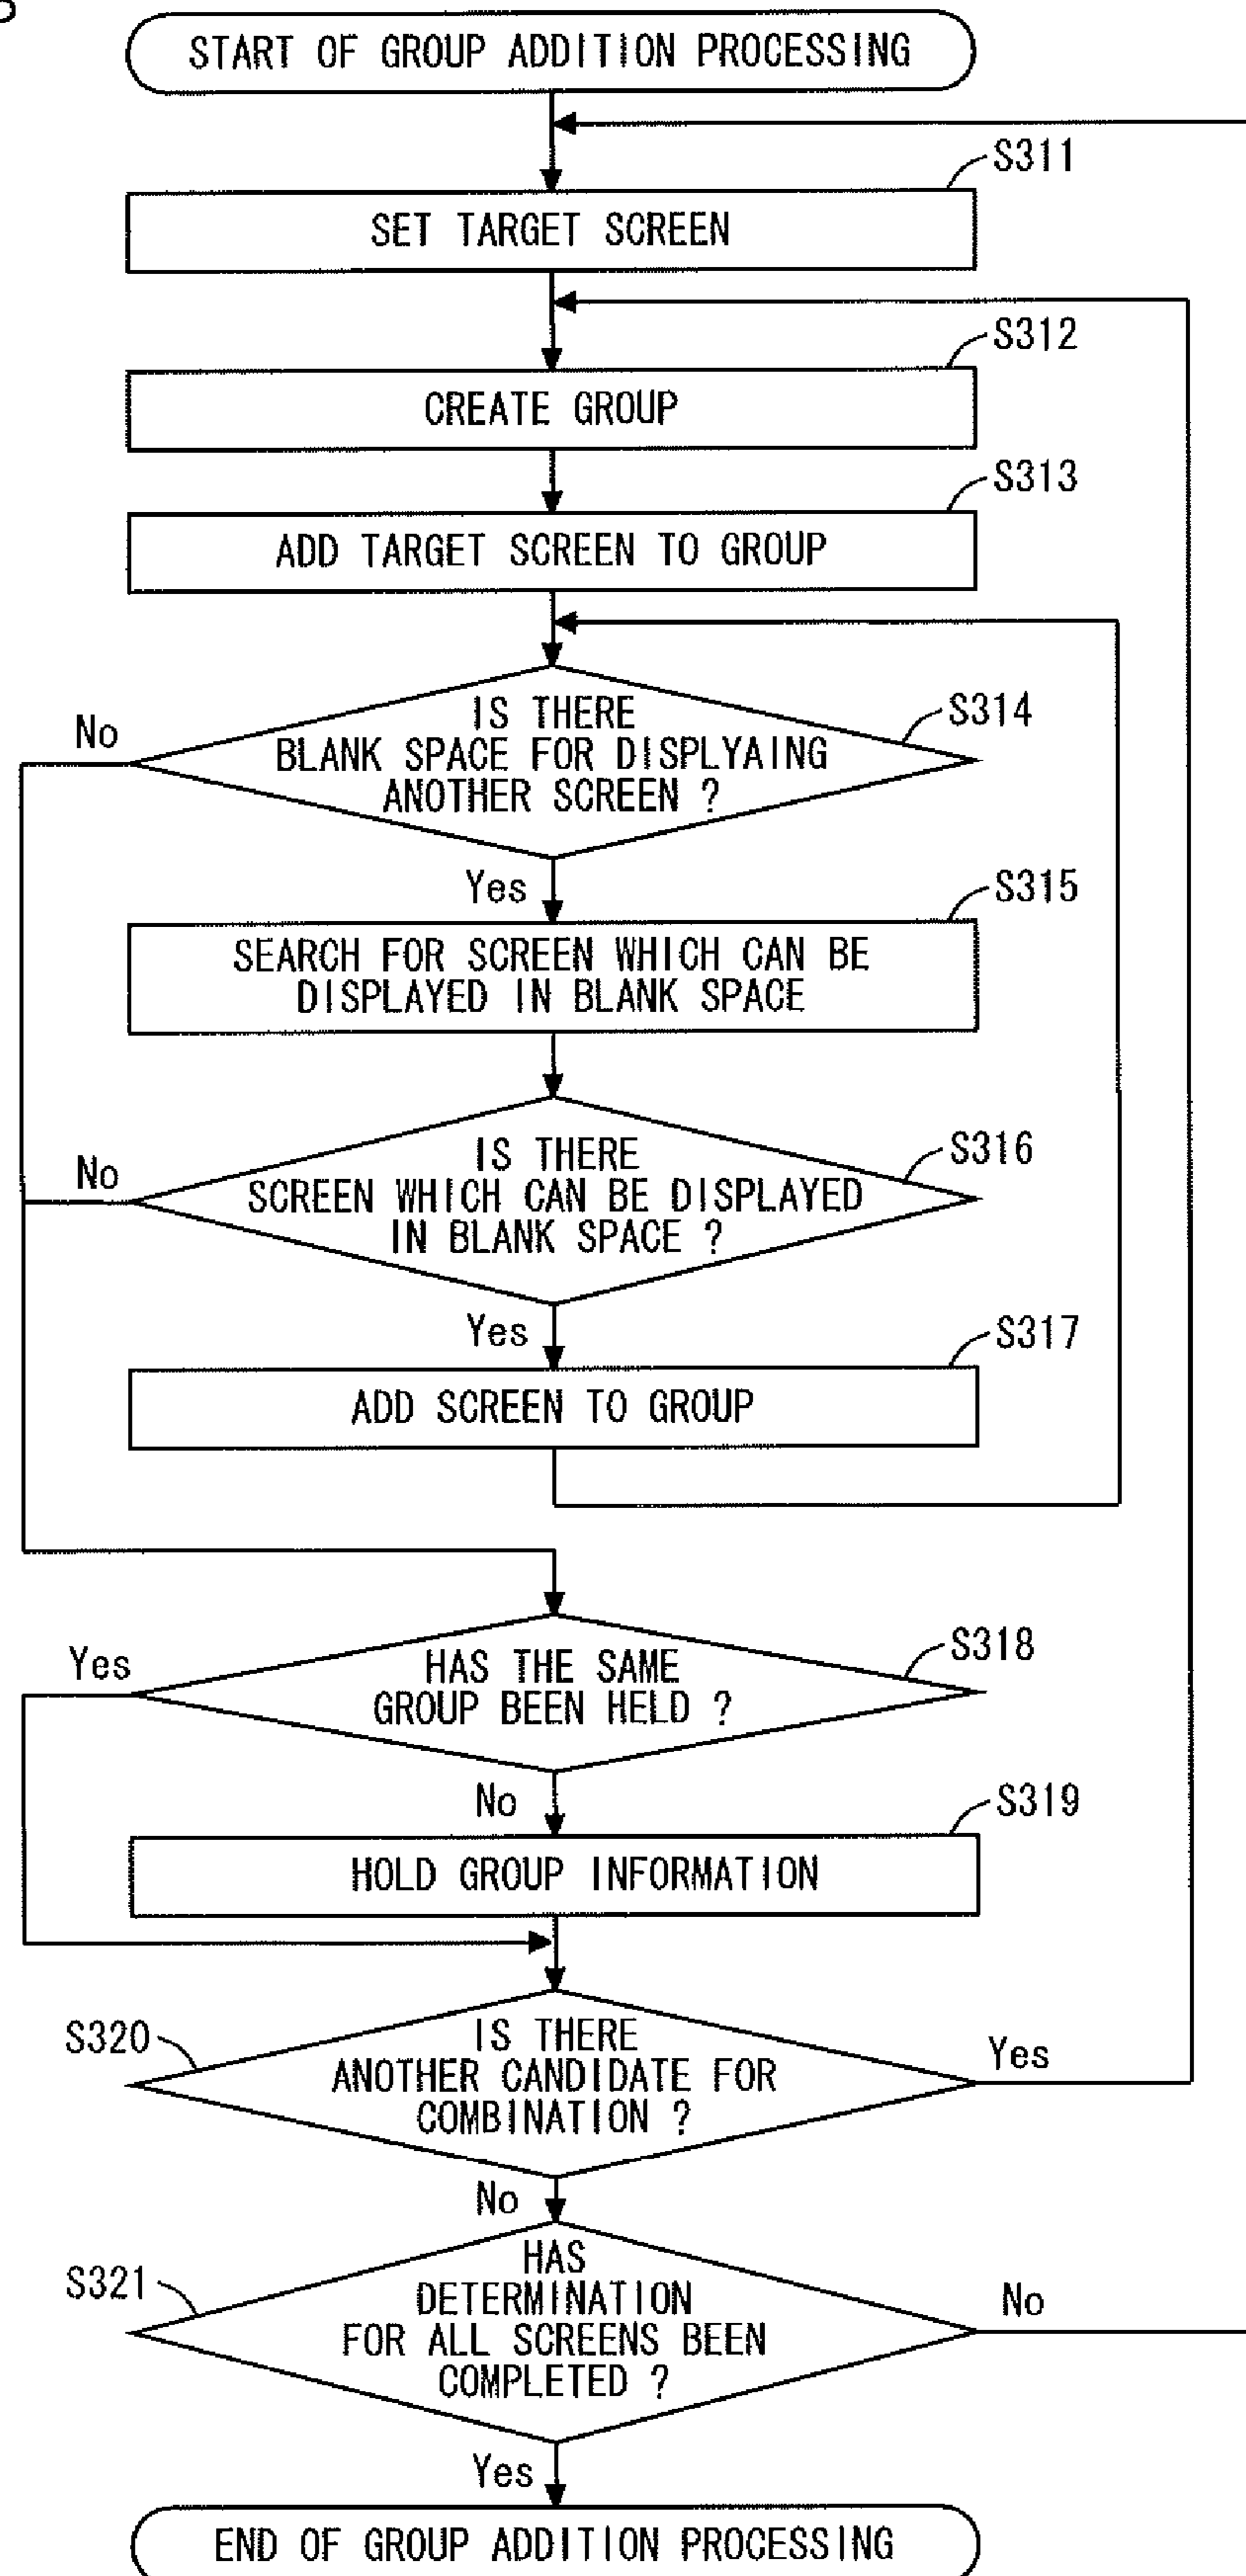 START OF GROUP ADDITION PROCESSING
S311
SET TARGET SCREEN
S312
CREATE GROUP
S313
ADD TARGET SCREEN TO GROUP
S314
No
IS THERE
BLANK SPACE FOR DISPLYAING
ANOTHER SCREEN ?
Yes
S315
SEARCH FOR SCREEN WHICH CAN BE
DISPLAYED IN BLANK SPACE
S316
No
IS THERE
SCREEN WHICH CAN BE DISPLAYED
IN BLANK SPACE ?
Yes
S317
ADD SCREEN TO GROUP
S318
Yes
HAS THE SAME
GROUP BEEN HELD ?
No
S319
HOLD GROUP INFORMATION
S320
IS THERE
ANOTHER CANDIDATE FOR
COMBINATION ?
Yes
No
S321
HAS
DETERMINATION
FOR ALL SCREENS BEEN
COMPLETED ?
No
Yes
END OF GROUP ADDITION PROCESSING